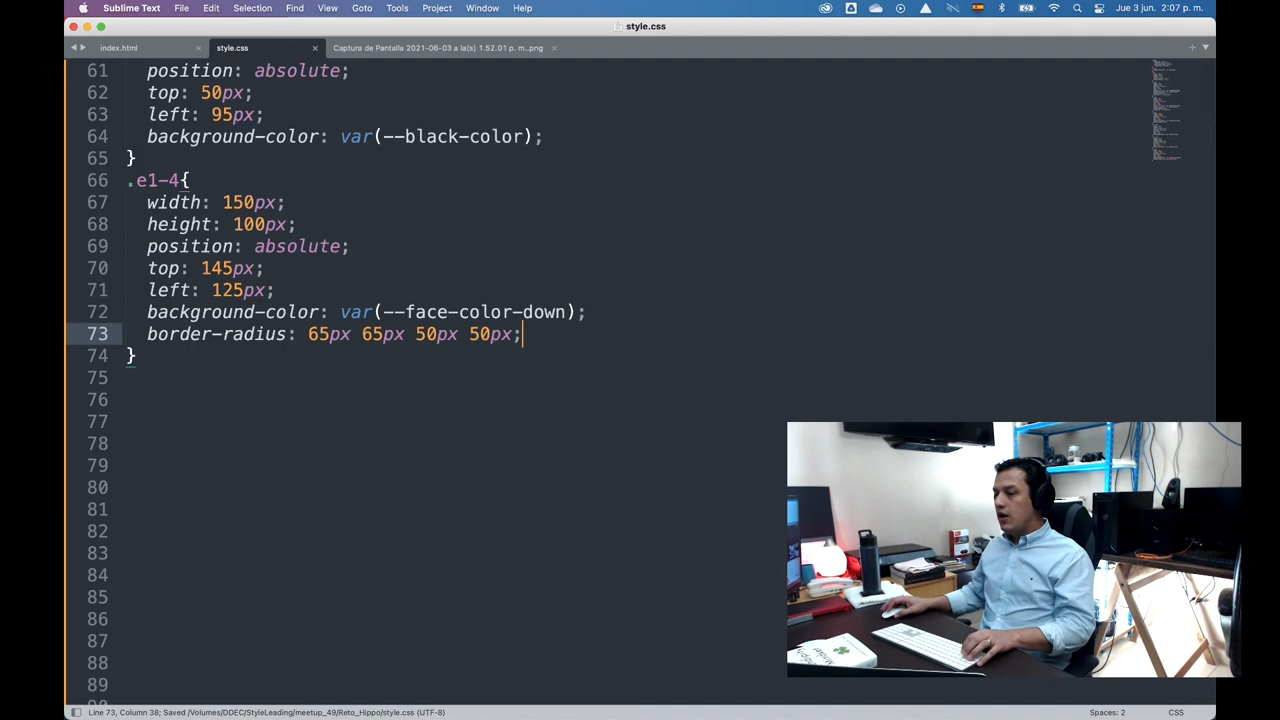 Sublime Text File Edit Selection Find View Goto Tools Project Window Help Jue 3 jun. 2:07 p. m.
style.css
index.html × style.css × Captura de Pantalla 2021-06-03 a la(s) 1.52.01 p. m..png ×
61 position: absolute;
62 top: 50px;
63 left: 95px;
64 background-color: var(--black-color);
65 }
66 .e1-4{
67 width: 150px;
68 height: 100px;
69 position: absolute;
70 top: 145px;
71 left: 125px;
72 background-color: var(--face-color-down);
73 border-radius: 65px 65px 50px 50px;
74 }
75
76
77
78
79
80
81
82
83
84
85
86
87
88
89
Line 73, Column 38; Saved /Volumes/DDEC/StyleLeading/meetup_49/Reto_Hippo/style.css (UTF-8) Spaces: 2 CSS